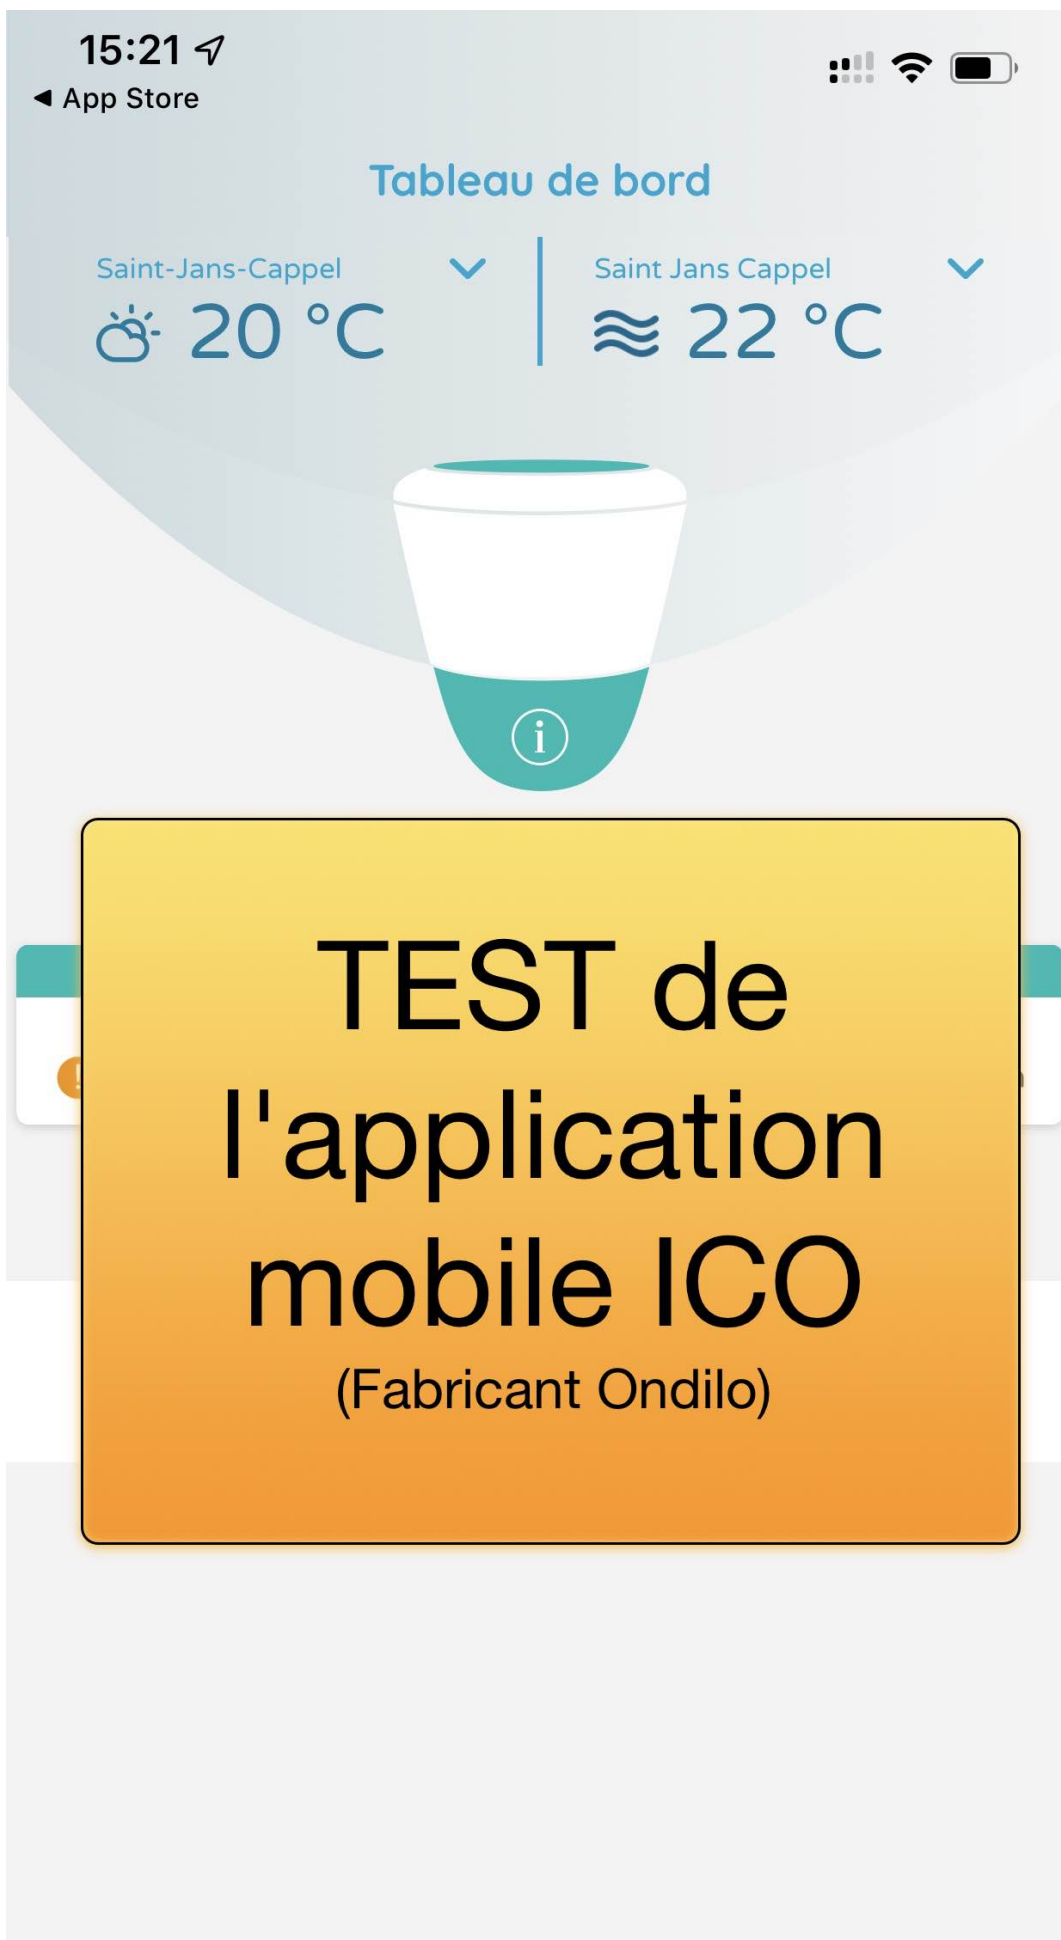 15:21
◀ App Store
Tableau de bord
Saint-Jans-Cappel
20 °C
Saint Jans Cappel
22 °C
i
TEST de
l'application
mobile ICO
(Fabricant Ondilo)